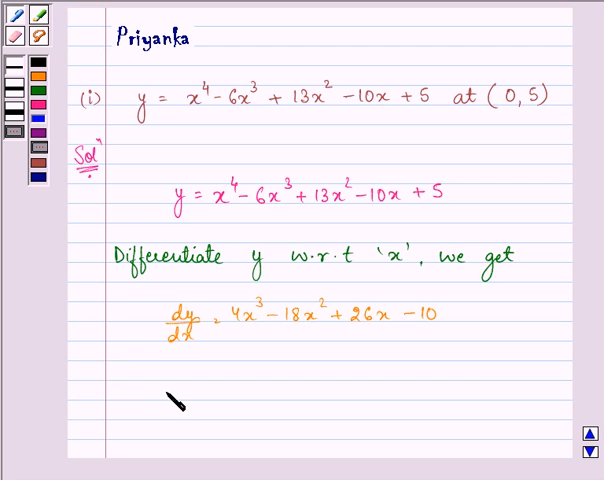 Priyanka
(i) y = x⁴ - 6x³ + 13x² - 10x + 5 at (0, 5)
Solⁿ
y = x⁴ - 6x³ + 13x² - 10x + 5
Differentiate y w.r.t 'x', we get
dy/dx = 4x³ - 18x² + 26x - 10